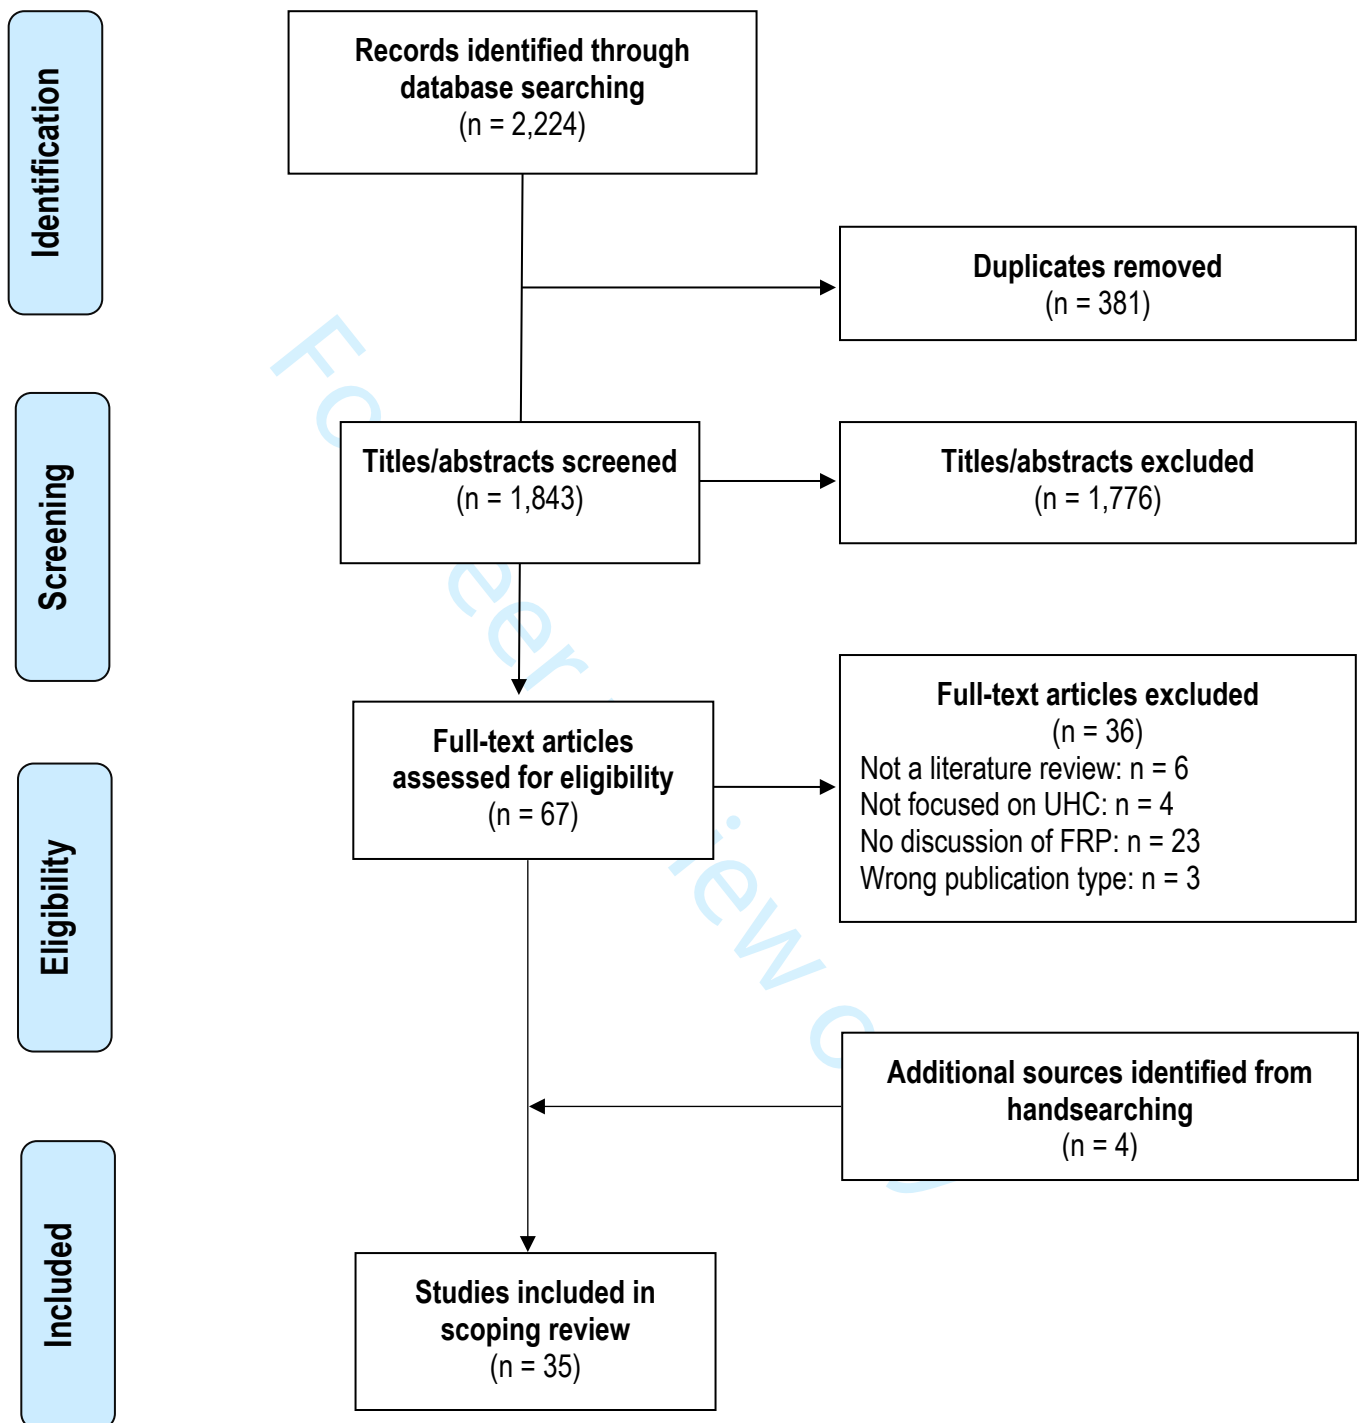 Identification
Records identified through
database searching
(n = 2,224)
Duplicates removed
(n = 381)
Screening
Titles/abstracts screened
(n = 1,843)
Titles/abstracts excluded
(n = 1,776)
Eligibility
Full-text articles
assessed for eligibility
(n = 67)
Full-text articles excluded
(n = 36)
Not a literature review: n = 6
Not focused on UHC: n = 4
No discussion of FRP: n = 23
Wrong publication type: n = 3
Additional sources identified from
handsearching
(n = 4)
Included
Studies included in
scoping review
(n = 35)